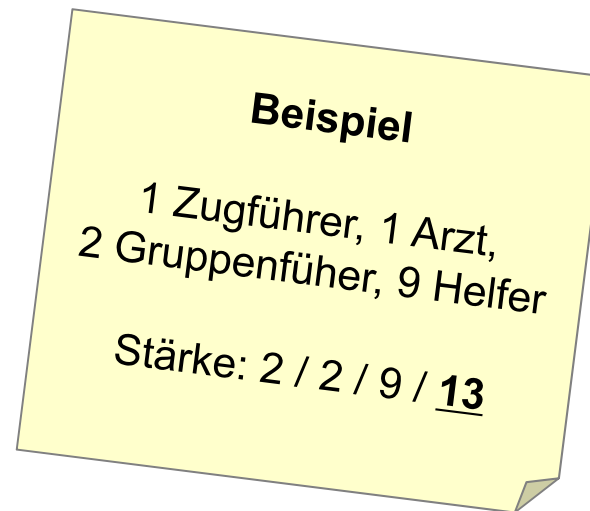 Beispiel
1 Zugführer, 1 Arzt,
2 Gruppenfüher, 9 Helfer
Stärke: 2 / 2 / 9 / 13